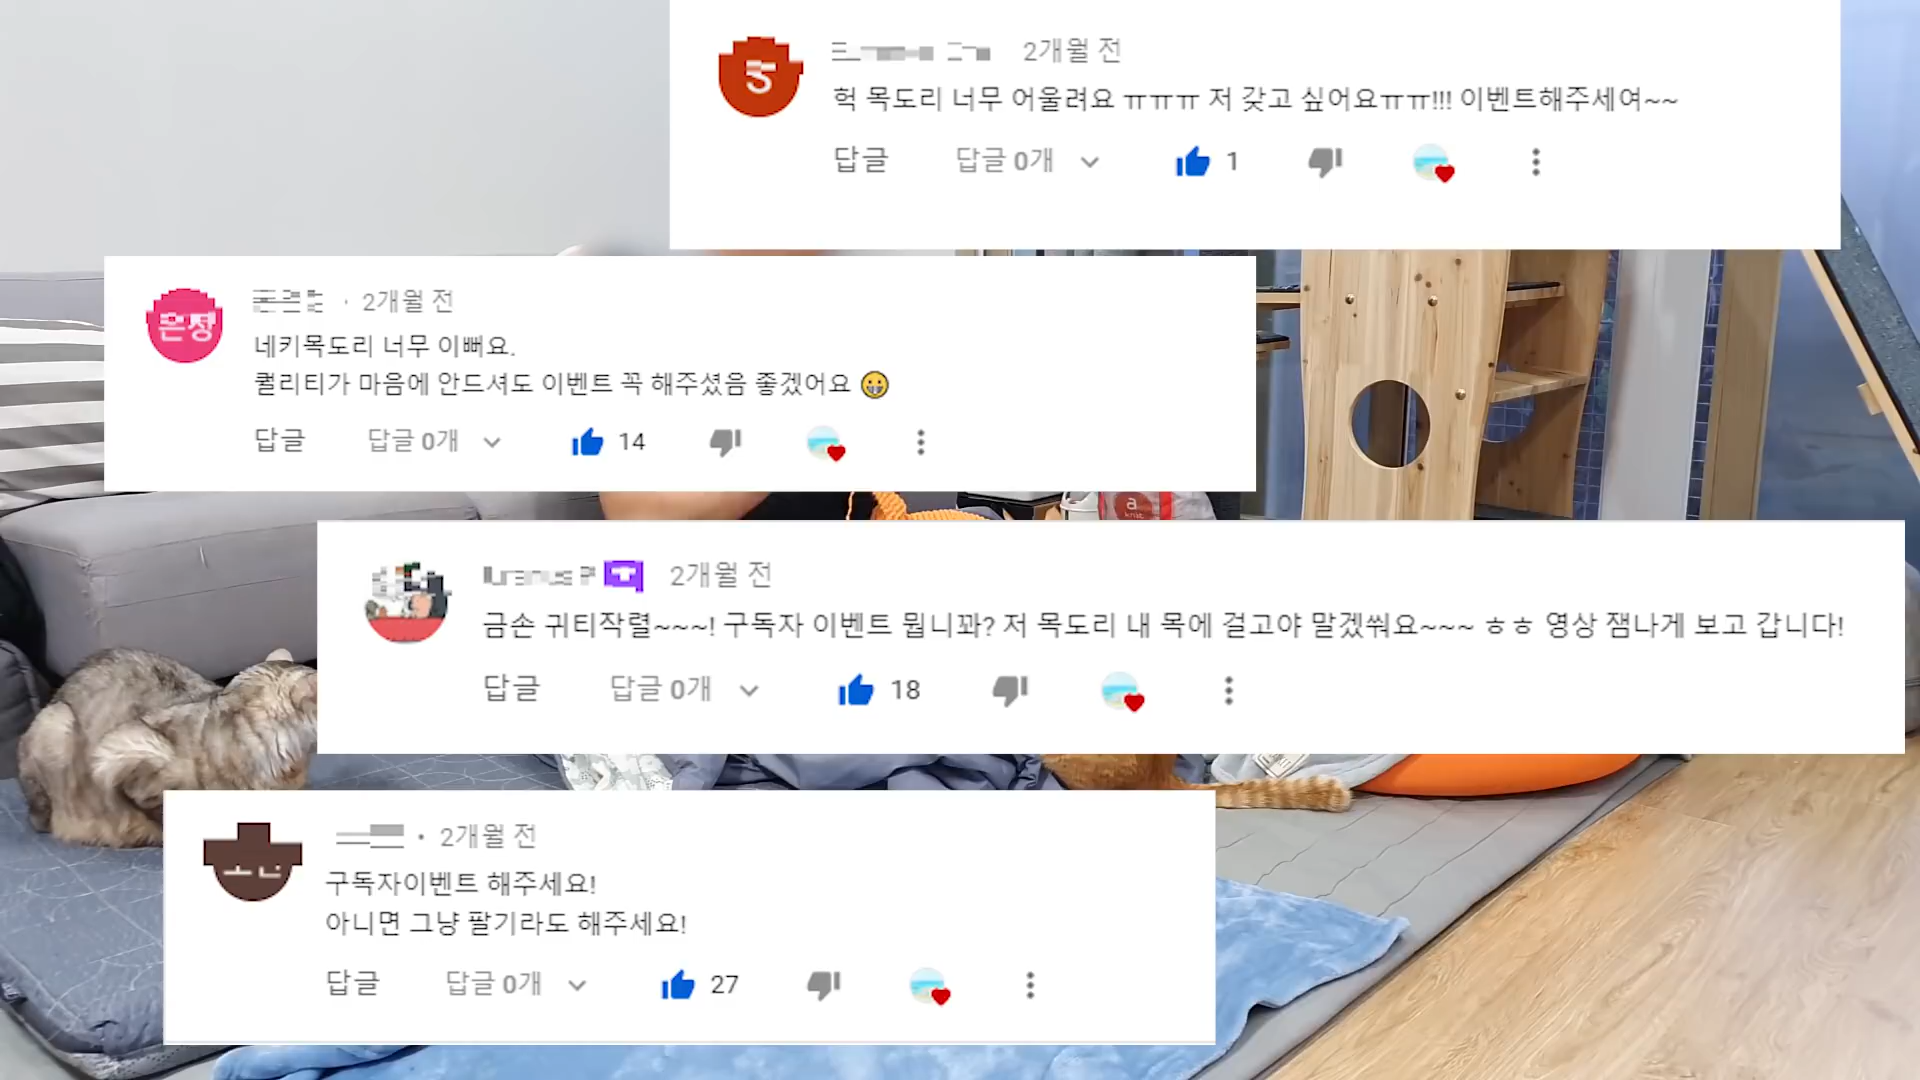 2개월 전
헉 목도리 너무 어울려요 ㅠㅠㅠ 저 갖고 싶어요ㅠㅠ!!! 이벤트해주세여~~
답글 답글 0개 1
2개월 전
네키목도리 너무 이뻐요.
퀄리티가 마음에 안드셔도 이벤트 꼭 해주셨음 좋겠어요 😀
답글 답글 0개 14
a
knit
2개월 전
금손 귀티작렬~~~! 구독자 이벤트 뭡니꽈? 저 목도리 내 목에 걸고야 말겠쒀요~~~ ㅎㅎ 영상 잼나게 보고 갑니다!
답글 답글 0개 18
2개월 전
구독자이벤트 해주세요!
아니면 그냥 팔기라도 해주세요!
답글 답글 0개 27